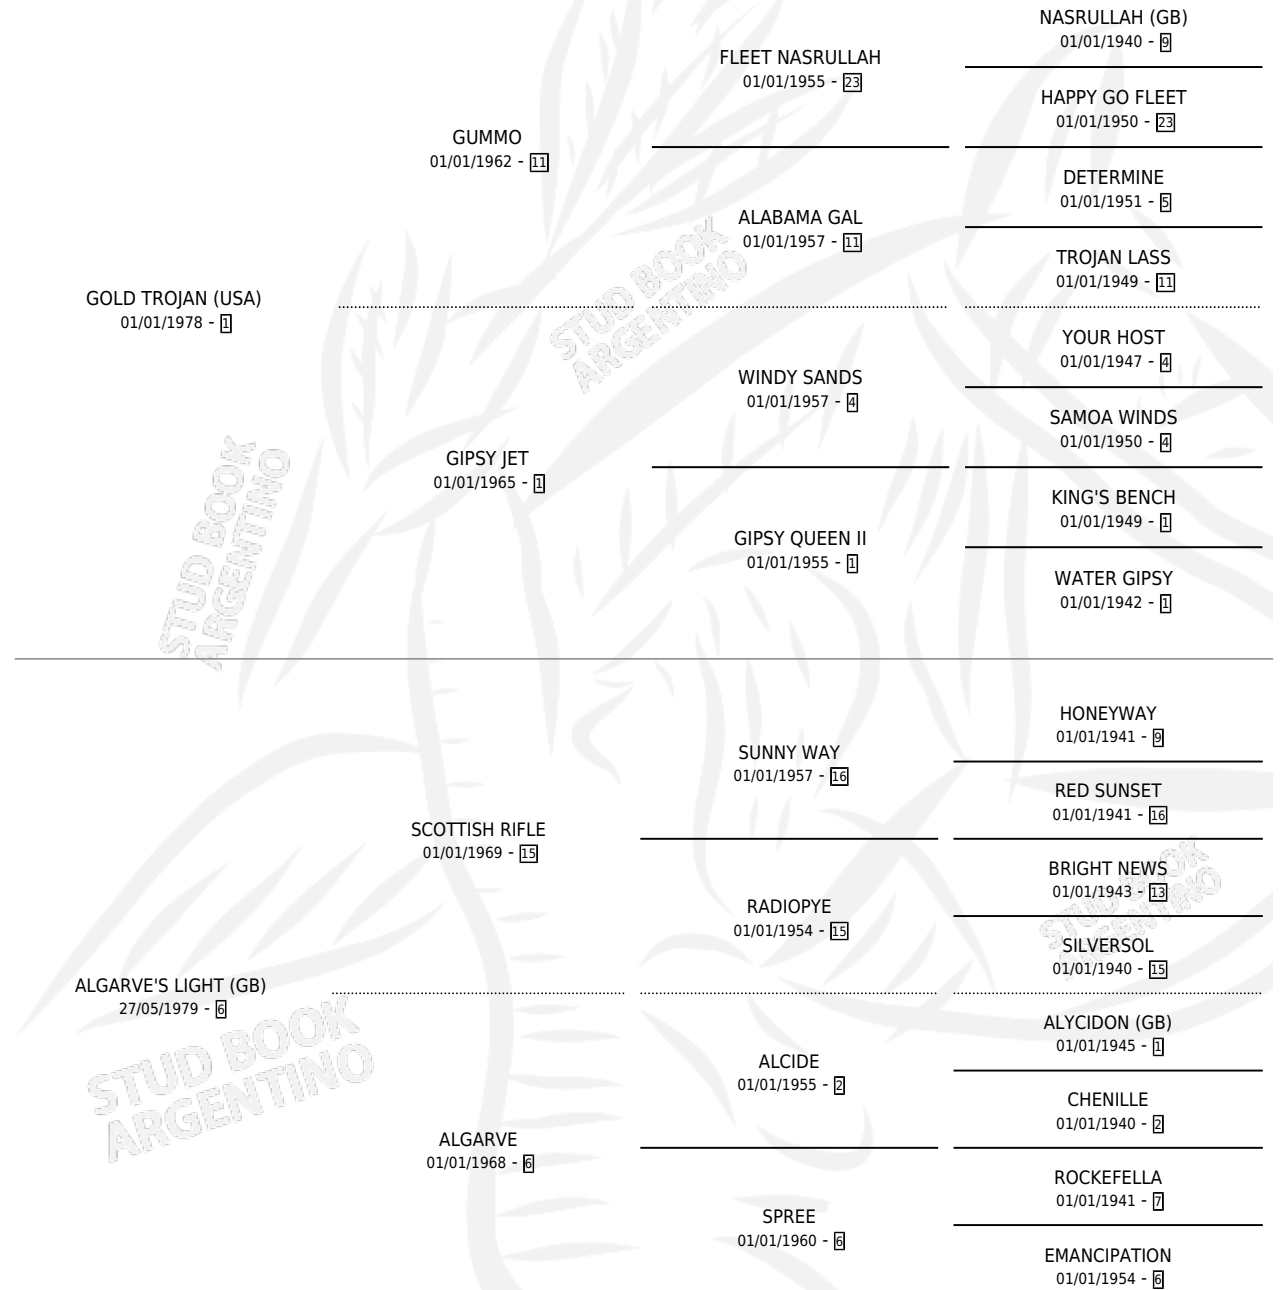 NASRULLAH (GB)
01/01/1940 - 9
FLEET NASRULLAH
01/01/1955 - 23
HAPPY GO FLEET
01/01/1950 - 23
GUMMO
01/01/1962 - 11
DETERMINE
01/01/1951 - 5
ALABAMA GAL
01/01/1957 - 11
TROJAN LASS
01/01/1949 - 11
GOLD TROJAN (USA)
01/01/1978 - 1
YOUR HOST
01/01/1947 - 4
WINDY SANDS
01/01/1957 - 4
SAMOA WINDS
01/01/1950 - 4
GIPSY JET
01/01/1965 - 1
KING'S BENCH
01/01/1949 - 1
GIPSY QUEEN II
01/01/1955 - 1
WATER GIPSY
01/01/1942 - 1
HONEYWAY
01/01/1941 - 9
SUNNY WAY
01/01/1957 - 16
RED SUNSET
01/01/1941 - 16
SCOTTISH RIFLE
01/01/1969 - 15
BRIGHT NEWS
01/01/1943 - 13
RADIOPYE
01/01/1954 - 15
SILVERSOL
01/01/1940 - 15
ALGARVE'S LIGHT (GB)
27/05/1979 - 6
ALYCIDON (GB)
01/01/1945 - 1
ALCIDE
01/01/1955 - 2
CHENILLE
01/01/1940 - 2
ALGARVE
01/01/1968 - 6
ROCKEFELLA
01/01/1941 - 7
SPREE
01/01/1960 - 6
EMANCIPATION
01/01/1954 - 6
STUD BOOK
ARGENTINO
STUD BOOK
ARGENTINO
STUD BOOK
ARGENTINO
STUD BOOK
ARGENTINO